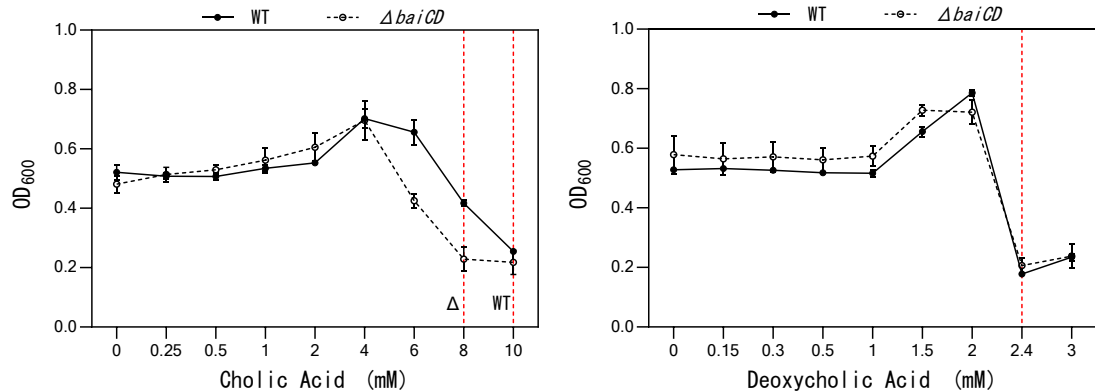 WT ΔbaiCD
1.0
0.8
0.6
0.4
0.2
0.0
OD600
Δ WT
0 0.25 0.5 1 2 4 6 8 10
Cholic Acid (mM)
WT ΔbaiCD
1.0
0.8
0.6
0.4
0.2
0.0
OD600
0 0.15 0.3 0.5 1 1.5 2 2.4 3
Deoxycholic Acid (mM)